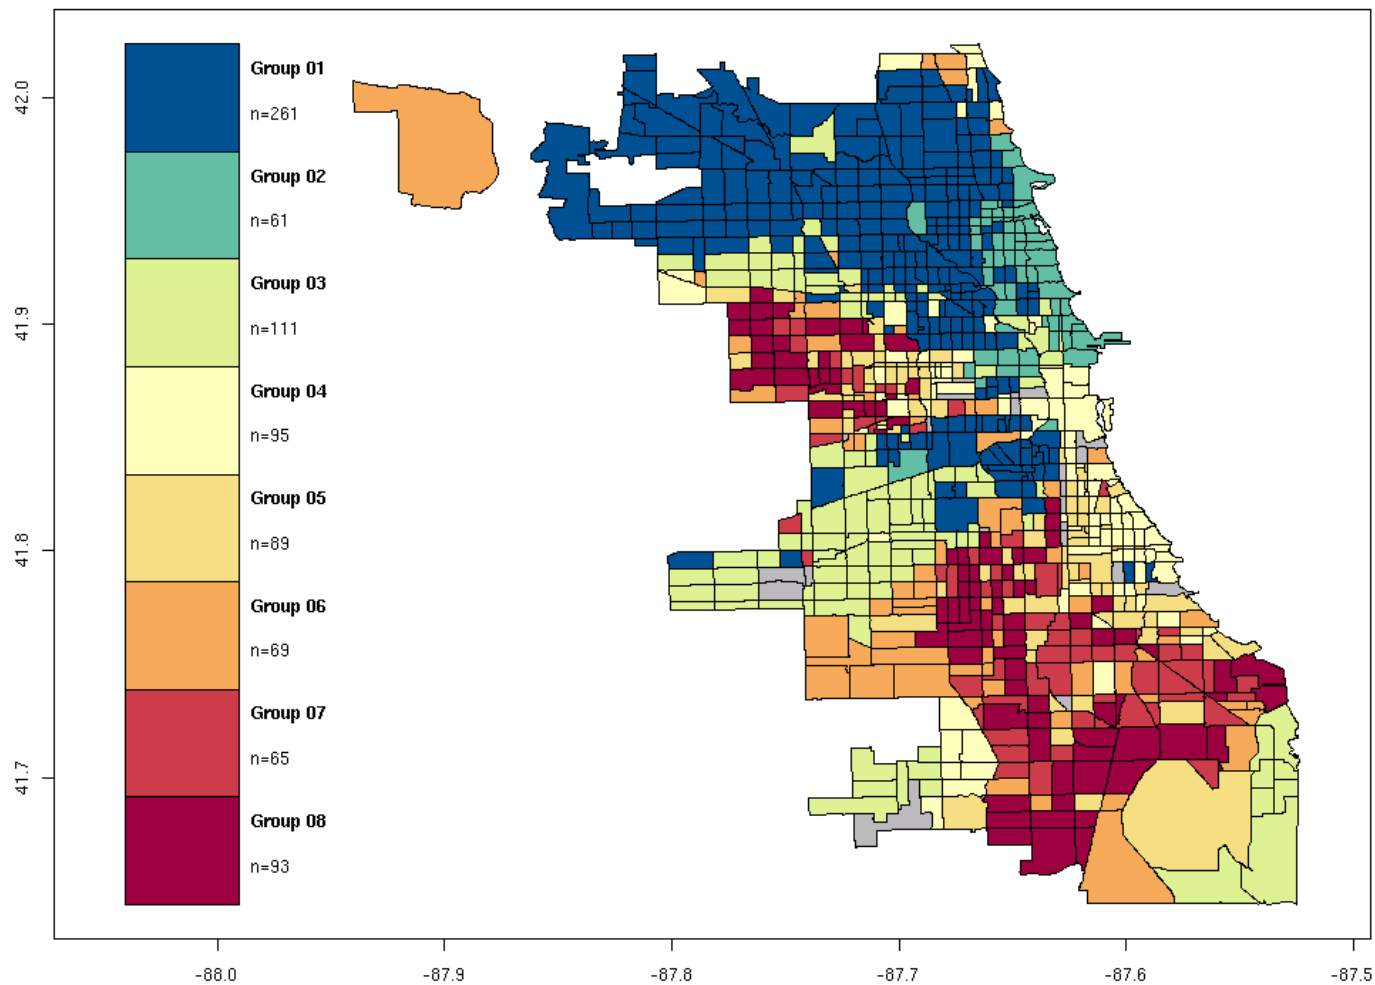 Group 01
n=261
Group 02
n=61
Group 03
n=111
Group 04
n=95
Group 05
n=89
Group 06
n=69
Group 07
n=65
Group 08
n=93
42.0
41.9
41.8
41.7
-88.0
-87.9
-87.8
-87.7
-87.6
-87.5